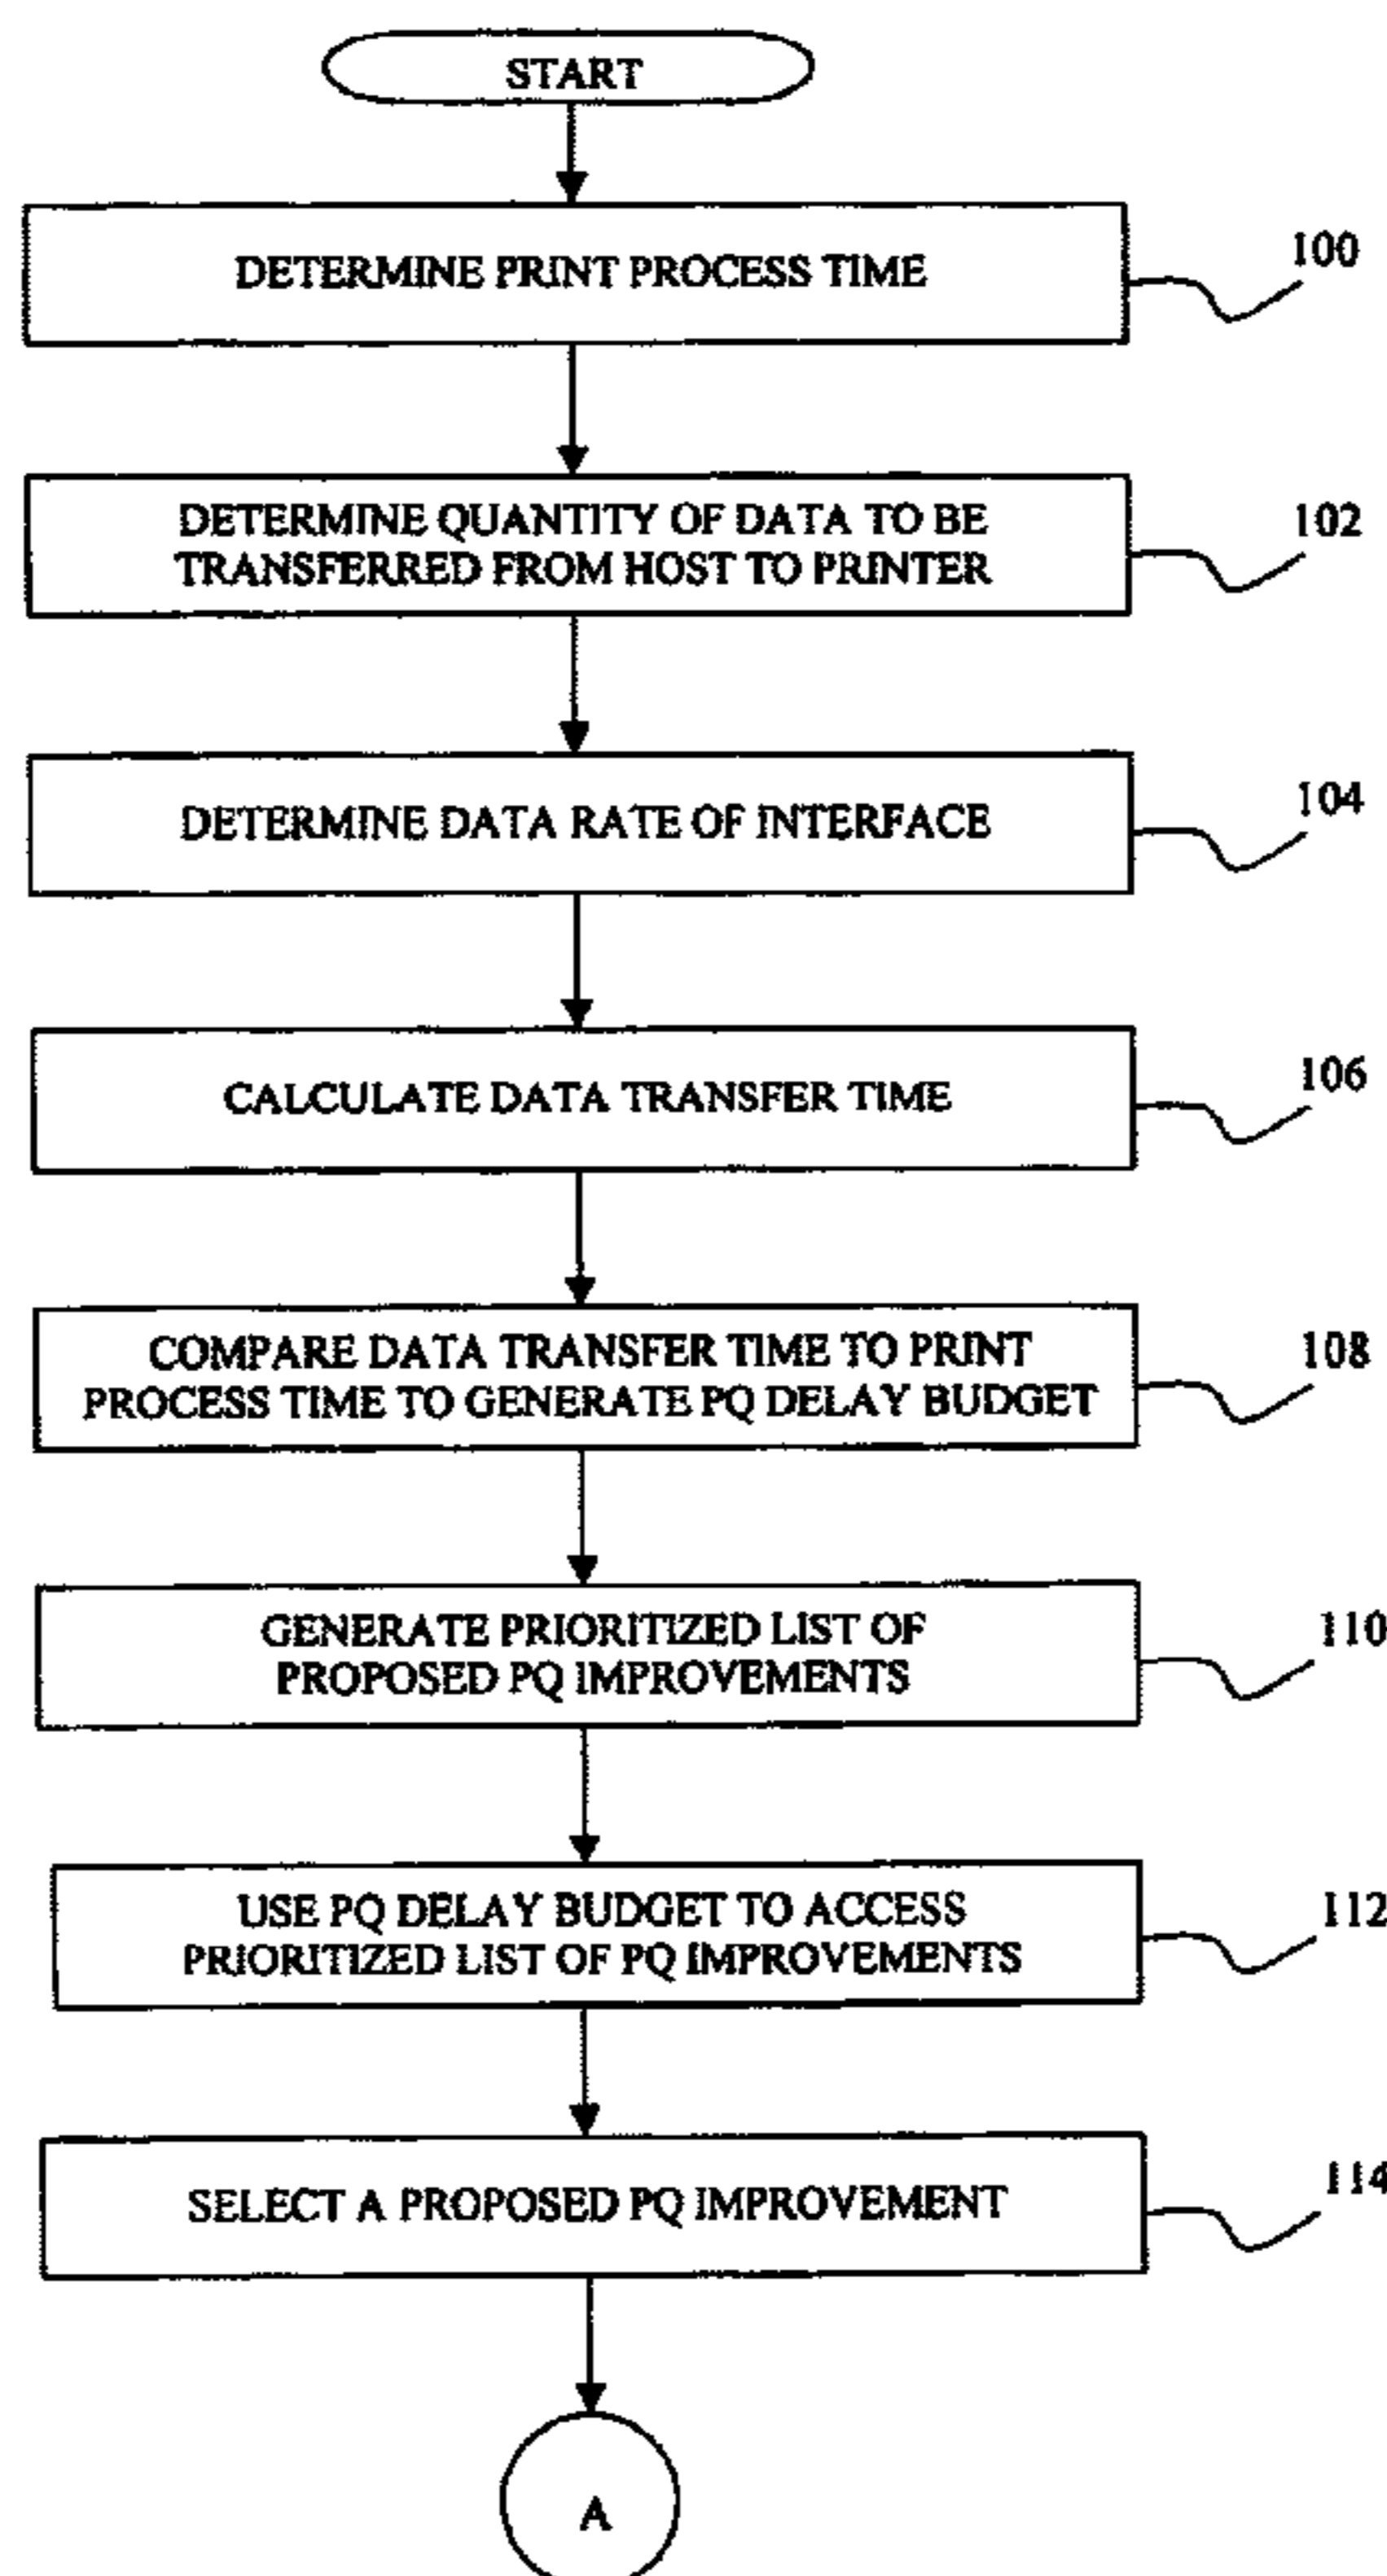 START
DETERMINE PRINT PROCESS TIME
100
DETERMINE QUANTITY OF DATA TO BE
TRANSFERRED FROM HOST TO PRINTER
102
DETERMINE DATA RATE OF INTERFACE
104
CALCULATE DATA TRANSFER TIME
106
COMPARE DATA TRANSFER TIME TO PRINT
PROCESS TIME TO GENERATE PQ DELAY BUDGET
108
GENERATE PRIORITIZED LIST OF
PROPOSED PQ IMPROVEMENTS
110
USE PQ DELAY BUDGET TO ACCESS
PRIORITIZED LIST OF PQ IMPROVEMENTS
112
SELECT A PROPOSED PQ IMPROVEMENT
114
A